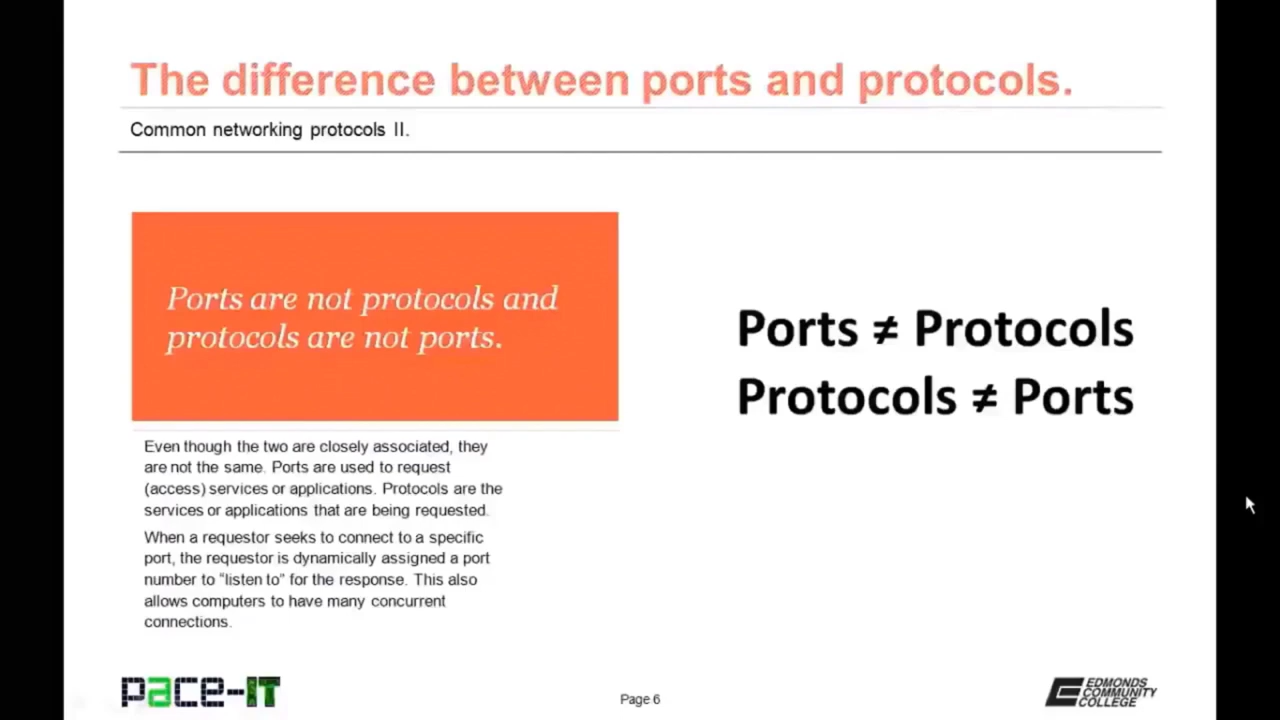 The difference between ports and protocols.
Common networking protocols II.
Ports are not protocols and
protocols are not ports.
Ports ≠ Protocols
Protocols ≠ Ports
Even though the two are closely associated, they
are not the same. Ports are used to request
(access) services or applications. Protocols are the
services or applications that are being requested.
When a requestor seeks to connect to a specific
port, the requestor is dynamically assigned a port
number to “listen to” for the response. This also
allows computers to have many concurrent
connections.
pace-IT
Page 6
EDMONDS
COMMUNITY
COLLEGE